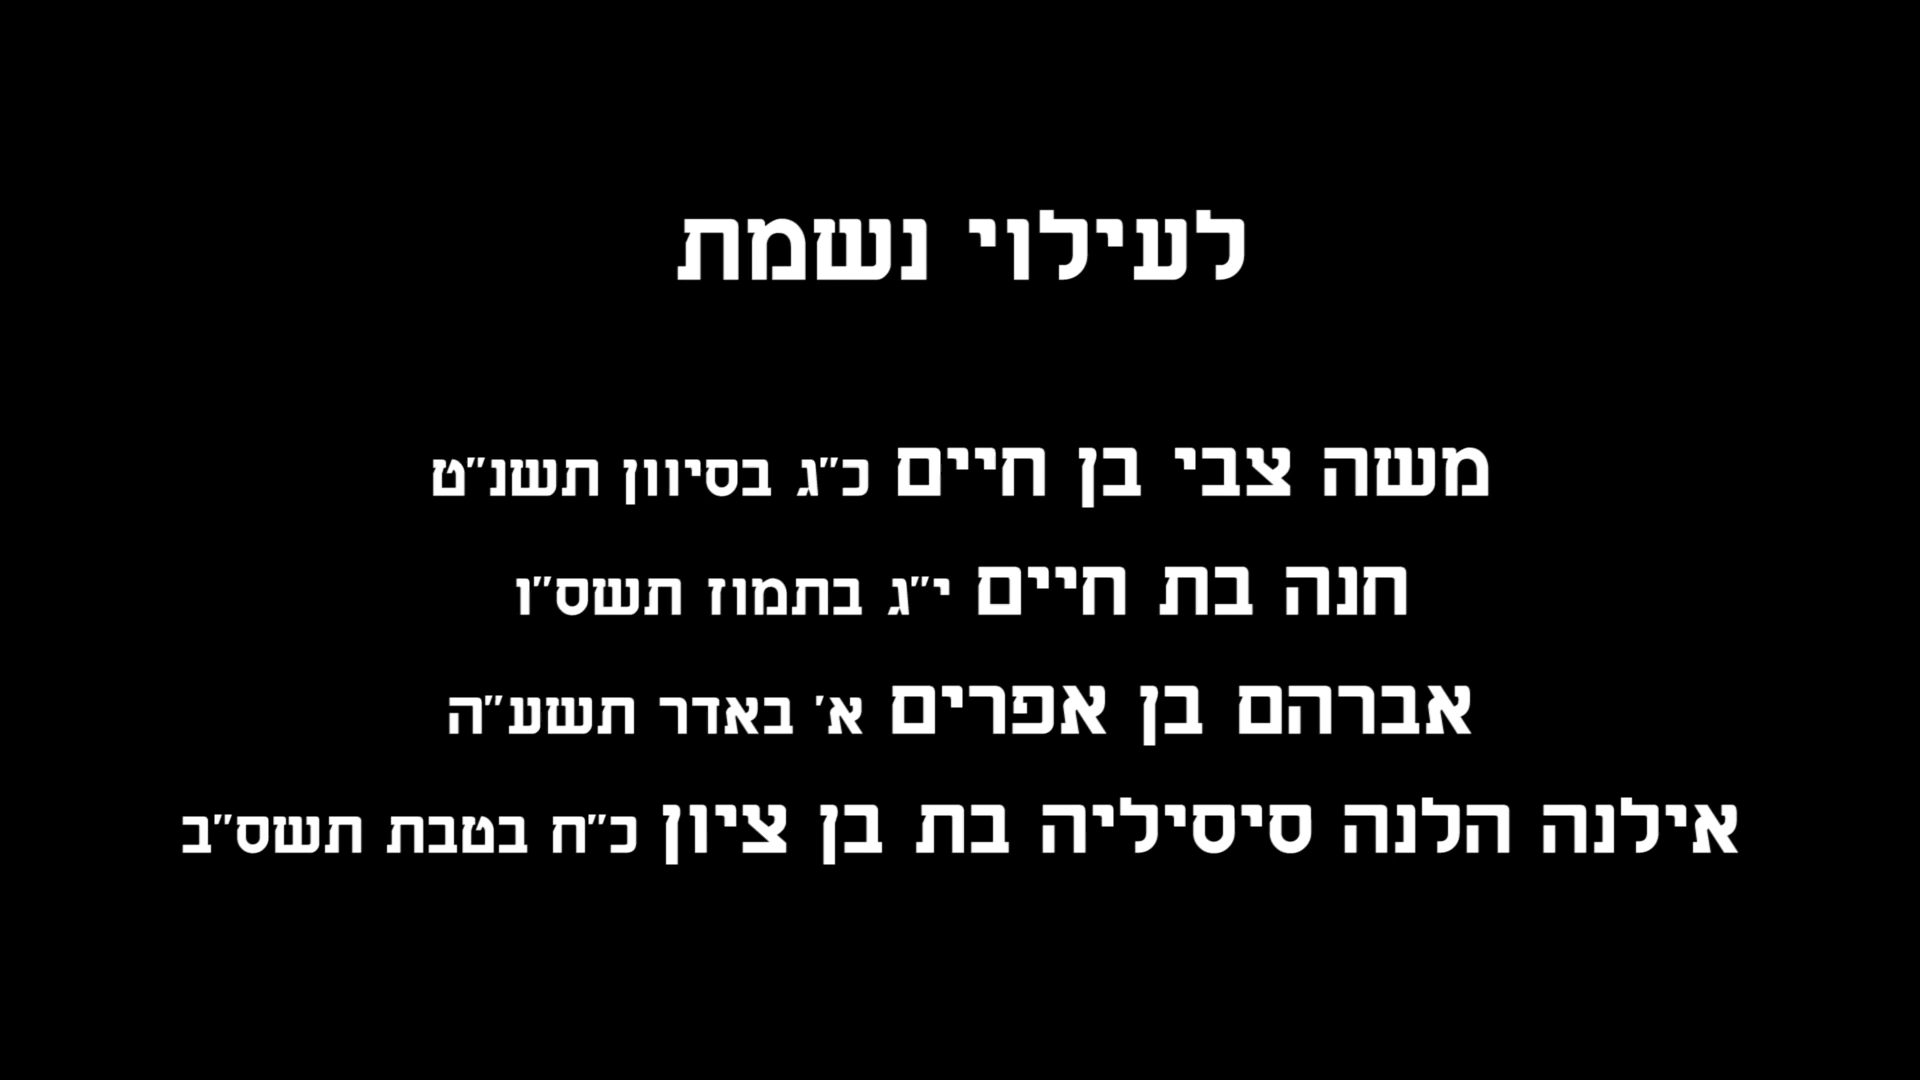 לעילוי נשמת
משה צבי בן חיים כ"ג בסיוון תשנ"ט
חנה בת חיים י"ג בתמוז תשס"ו
אברהם בן אפרים א' באדר תשע"ה
אילנה הלנה סיסיליה בת בן ציון כ"ח בטבת תשס"ב